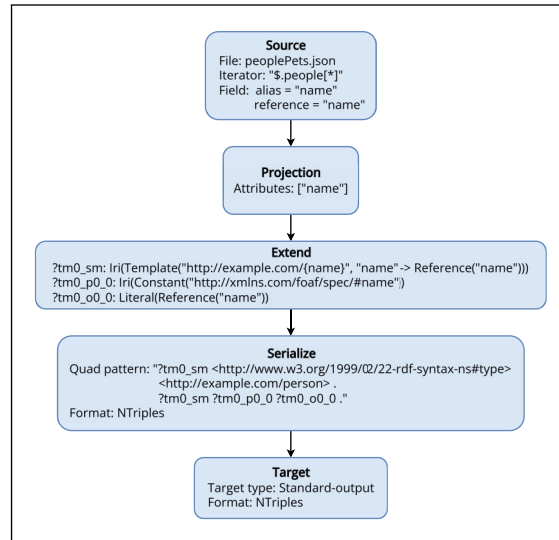 Source
File: peoplePets.json
Iterator: "$.people[*]"
Field: alias = "name"
reference = "name"
Projection
Attributes: ["name"]
Extend
?tm0_sm: Iri(Template("http://example.com/{name}", "name"-> Reference("name")))
?tm0_p0_0: Iri(Constant("http://xmlns.com/foaf/spec/#name"))
?tm0_o0_0: Literal(Reference("name"))
Serialize
Quad pattern: "?tm0_sm <http://www.w3.org/1999/02/22-rdf-syntax-ns#type>
<http://example.com/person> .
?tm0_sm ?tm0_p0_0 ?tm0_o0_0 ."
Format: NTriples
Target
Target type: Standard-output
Format: NTriples